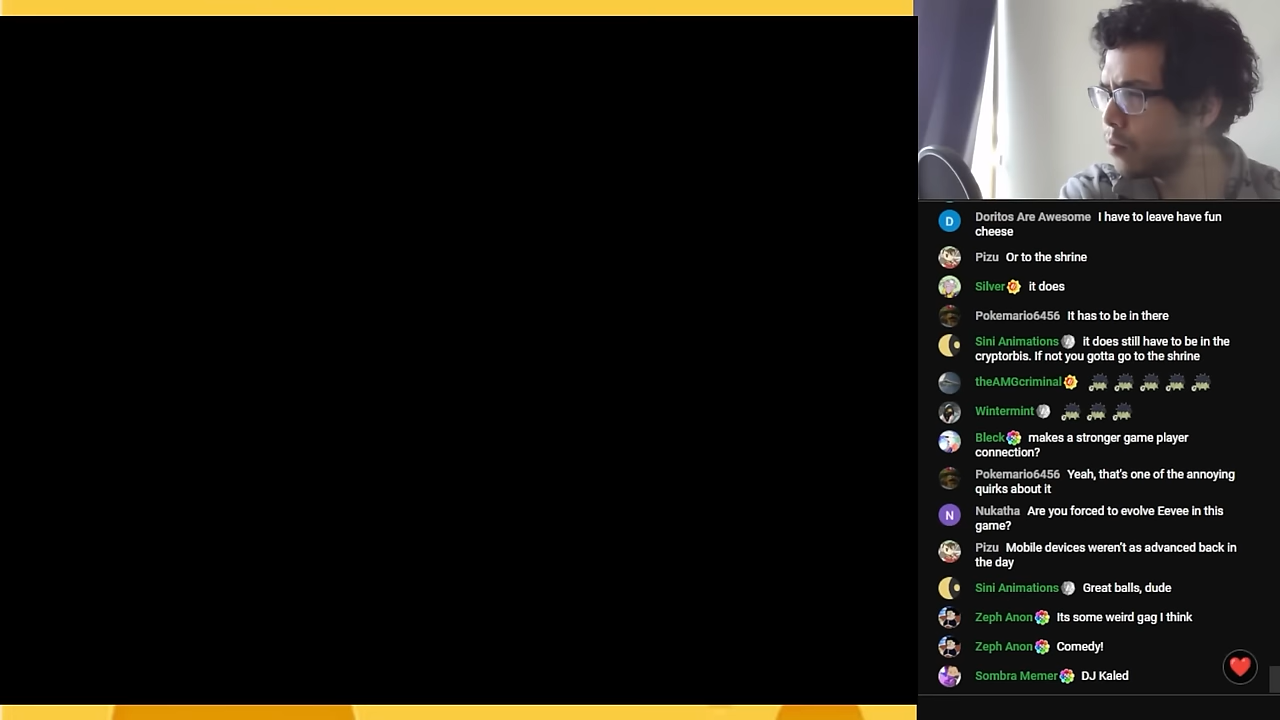 D
Doritos Are Awesome I have to leave have fun
cheese
Pizu Or to the shrine
Silver it does
Pokemario6456 It has to be in there
Sini Animations it does still have to be in the
cryptorbis. If not you gotta go to the shrine
theAMGcriminal
Wintermint
Bleck makes a stronger game player
connection?
Pokemario6456 Yeah, that's one of the annoying
quirks about it
N
Nukatha Are you forced to evolve Eevee in this
game?
Pizu Mobile devices weren't as advanced back in
the day
Sini Animations Great balls, dude
Zeph Anon Its some weird gag I think
Zeph Anon Comedy!
Sombra Memer DJ Kaled